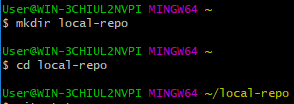 User@WIN-3CHIUL2NVPI MINGW64 ~
$ mkdir local-repo
User@WIN-3CHIUL2NVPI MINGW64 ~
$ cd local-repo
User@WIN-3CHIUL2NVPI MINGW64 ~/local-repo